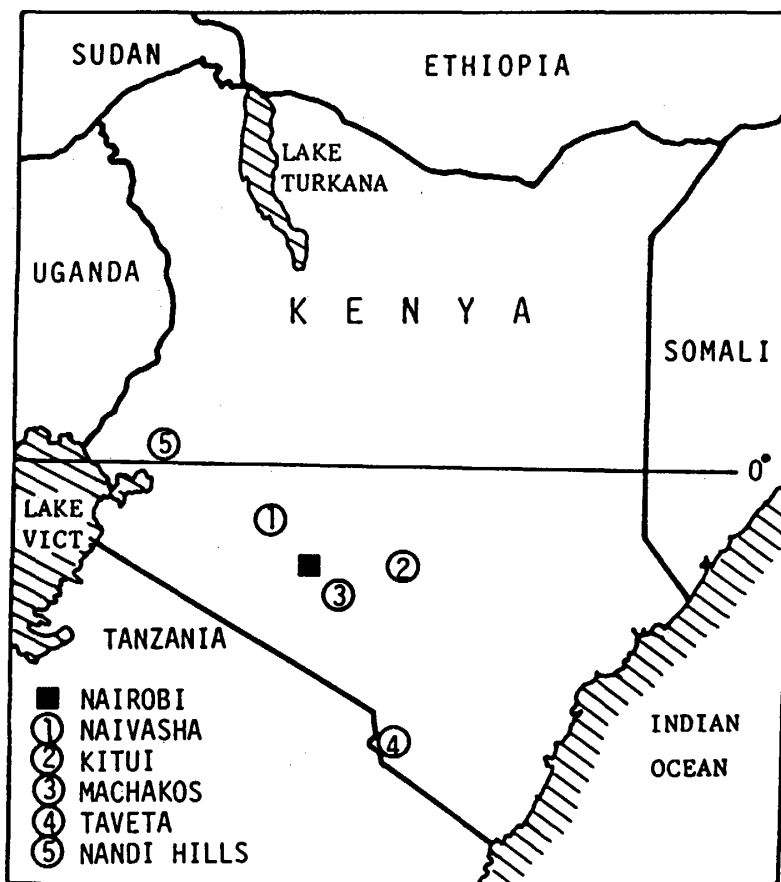 SUDAN
ETHIOPIA
LAKE
TURKANA
UGANDA
KENYA
SOMALI
⑤
0°
LAKE
VICT
①
②
③
TANZANIA
④
■ NAIROBI
① NAIVASHA
② KITUI
③ MACHAKOS
④ TAVETA
⑤ NANDI HILLS
INDIAN
OCEAN